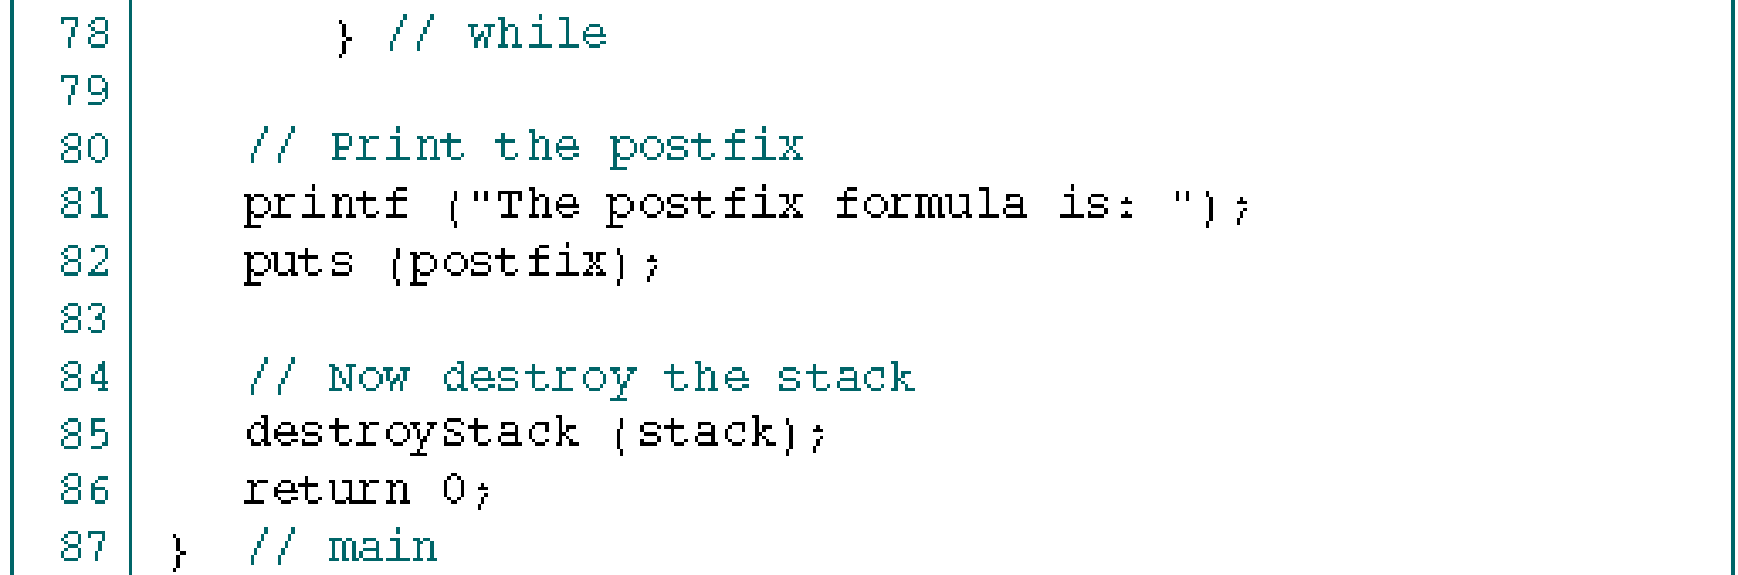 78 } // while
79
80 // Print the postfix
81 printf ("The postfix formula is: ");
82 puts (postfix);
83
84 // Now destroy the stack
85 destroyStack (stack);
86 return 0;
87 } // main